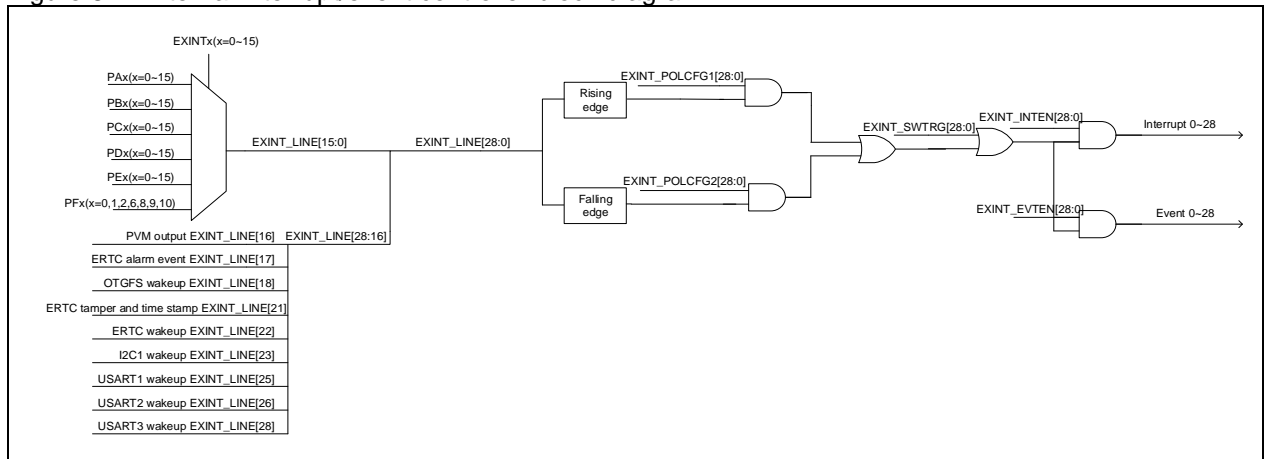 EXINTx(x=0~15)
PAx(x=0~15)
PBx(x=0~15)
PCx(x=0~15)
PDx(x=0~15)
PEx(x=0~15)
PFx(x=0,1,2,6,8,9,10)
EXINT_LINE[15:0]
EXINT_LINE[28:0]
PVM output EXINT_LINE[16]
EXINT_LINE[28:16]
ERTC alarm event EXINT_LINE[17]
OTGFS wakeup EXINT_LINE[18]
ERTC tamper and time stamp EXINT_LINE[21]
ERTC wakeup EXINT_LINE[22]
I2C1 wakeup EXINT_LINE[23]
USART1 wakeup EXINT_LINE[25]
USART2 wakeup EXINT_LINE[26]
USART3 wakeup EXINT_LINE[28]
Rising
edge
Falling
edge
EXINT_POLCFG1[28:0]
EXINT_POLCFG2[28:0]
EXINT_SWTRG[28:0]
EXINT_INTEN[28:0]
Interrupt 0~28
EXINT_EVTEN[28:0]
Event 0~28